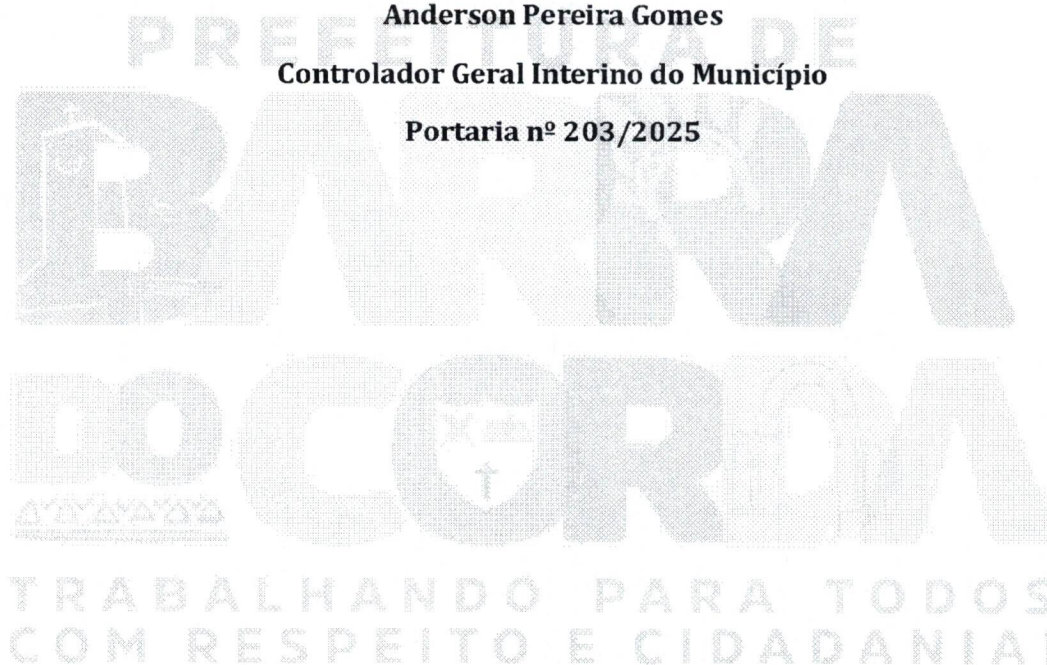 Anderson Pereira Gomes
PREFEITURA DE
Controlador Geral Interino do Município
Portaria nº 203/2025
BARRA
DO CORDA
TRABALHANDO PARA TODOS
COM RESPEITO E CIDADANIA